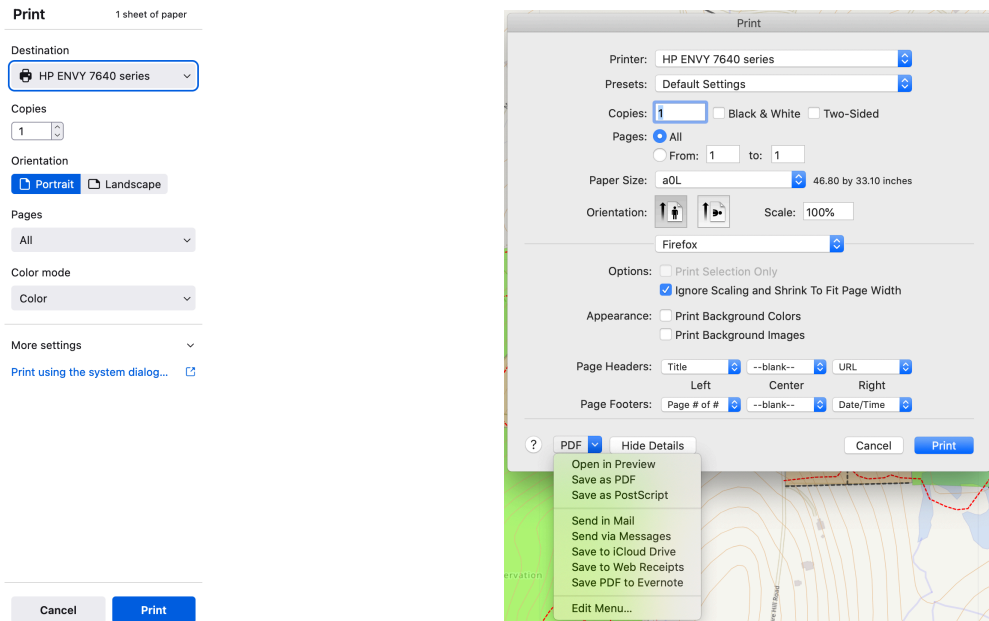 Print 1 sheet of paper
Destination
HP ENVY 7640 series
Copies
1
Orientation
Portrait Landscape
Pages
All
Color mode
Color
More settings
Print using the system dialog...
Cancel Print
Print
Printer: HP ENVY 7640 series
Presets: Default Settings
Copies: 1 Black & White Two-Sided
Pages: All
From: 1 to: 1
Paper Size: a0L 46.80 by 33.10 inches
Orientation: Scale: 100%
Firefox
Options: Print Selection Only
Ignore Scaling and Shrink To Fit Page Width
Appearance: Print Background Colors
Print Background Images
Page Headers: Title --blank-- URL
Left Center Right
Page Footers: Page # of # --blank-- Date/Time
? PDF Hide Details Cancel Print
Open in Preview
Save as PDF
Save as PostScript
Send in Mail
Send via Messages
Save to iCloud Drive
Save to Web Receipts
Save PDF to Evernote
Edit Menu...
ervation
re Hill Road